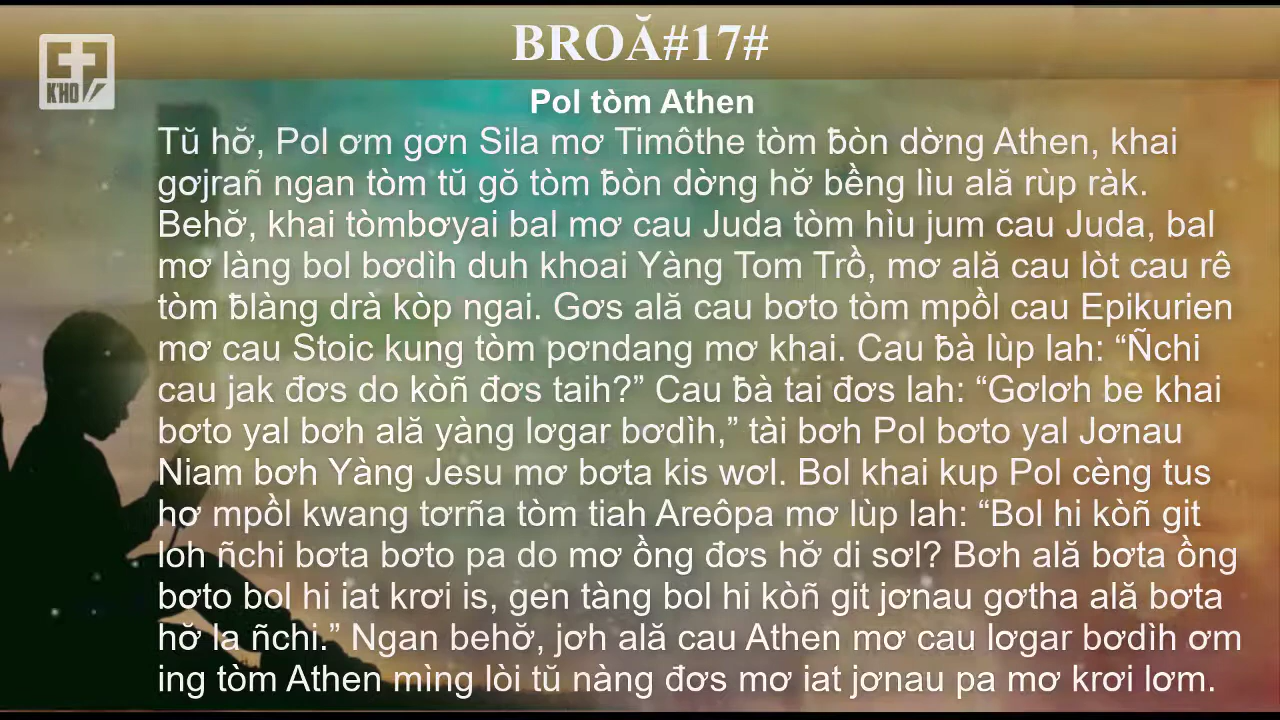 BROĂ#17#
K'HO
Pol tòm Athen
Tŭ hờ̆, Pol ơm gơn Sila mơ Timôthe tòm ƀòn dờng Athen, khai
gơjrañ ngan tòm tŭ gŏ tòm ƀòn dờng hờ̆ bềng lìu ală rùp ràk.
Behờ̆, khai tòmbơyai bal mơ cau Juda tòm hìu jum cau Juda, bal
mơ làng bol bơdìh duh khoai Yàng Tom Trồ, mơ ală cau lòt cau rê
tòm ƀlàng drà kòp ngai. Gơs ală cau bơto tòm mpồl cau Epikurien
mơ cau Stoic kung tòm pơndang mơ khai. Cau ƀà lùp lah: “Ñchi
cau jak đơs do kòñ đơs taih?” Cau ƀà tai đơs lah: “Gơlơh be khai
bơto yal bơh ală yàng lơgar bơdìh,” tài bơh Pol bơto yal Jơnau
Niam bơh Yàng Jesu mơ bơta kis wơl. Bol khai kup Pol cèng tus
hơ mpồl kwang tơrña tòm tiah Areôpa mơ lùp lah: “Bol hi kòñ git
loh ñchi bơta bơto pa do mơ ồng đơs hờ̆ di sơl? Bơh ală bơta ồng
bơto bol hi iat krơi is, gen tàng bol hi kòñ git jơnau gơtha ală bơta
hờ̆ la ñchi.” Ngan behờ̆, jơh ală cau Athen mơ cau lơgar bơdìh ơm
ing tòm Athen mìng lòi tŭ nàng đơs mơ iat jơnau pa mơ krơi lơm.